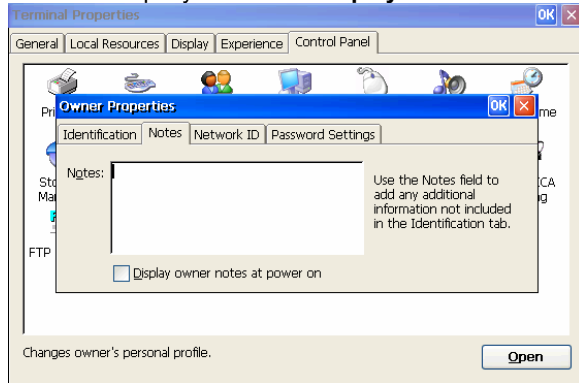 Terminal Properties OK
General Local Resources Display Experience Control Panel
Owner Properties OK
Identification Notes Network ID Password Settings
Notes:
Use the Notes field to
add any additional
information not included
in the Identification tab.
FTP
Display owner notes at power on
Changes owner's personal profile.
Open